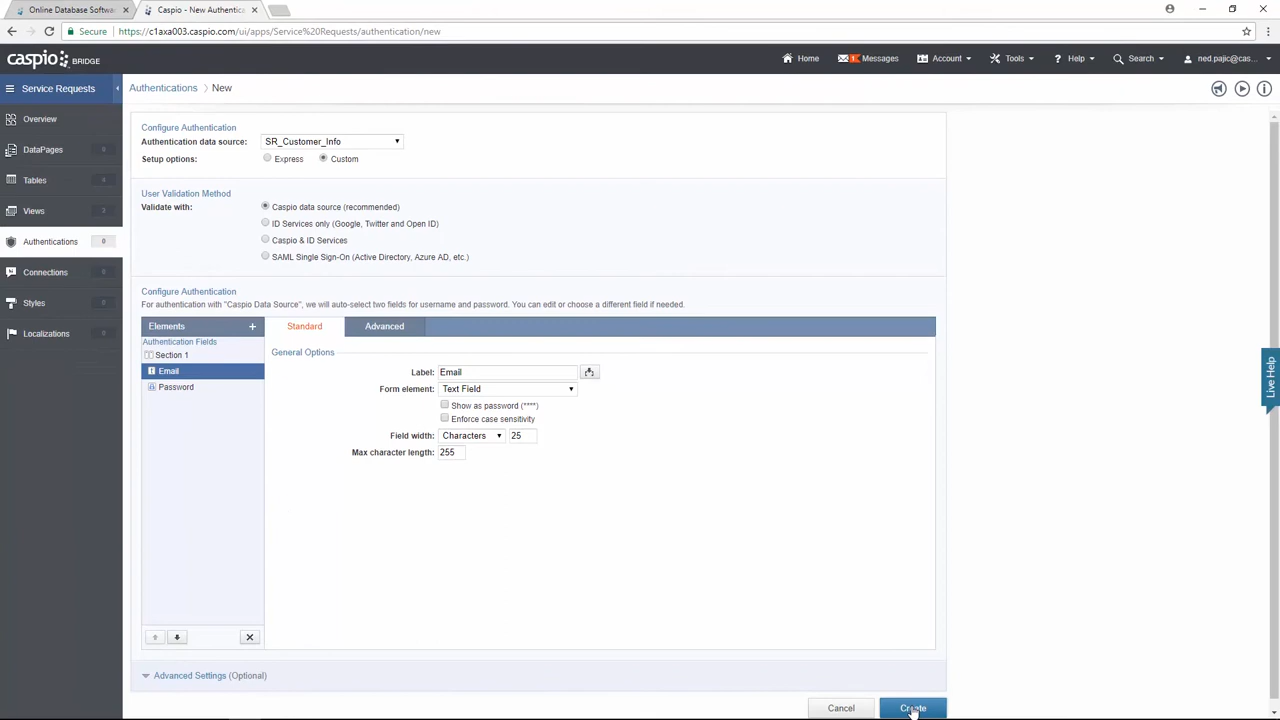 Online Database Softwa
Caspio - New Authentica
Secure
https://c1axa003.caspio.com/ui/apps/Service%20Requests/authentication/new
caspio BRIDGE
Home
Messages
Account
Tools
? Help
Search
ned.pajic@cas...
Service Requests
Authentications > New
Overview
DataPages
Tables
Views
Authentications 0
Connections
Styles
Localizations
Configure Authentication
Authentication data source: SR_Customer_Info
Setup options: Express Custom
User Validation Method
Validate with: Caspio data source (recommended)
ID Services only (Google, Twitter and Open ID)
Caspio & ID Services
SAML Single Sign-On (Active Directory, Azure AD, etc.)
Configure Authentication
For authentication with "Caspio Data Source", we will auto-select two fields for username and password. You can edit or choose a different field if needed.
Elements +
Standard
Advanced
Authentication Fields
Section 1
Email
Password
General Options
Label: Email
Form element: Text Field
Show as password (****)
Enforce case sensitivity
Field width: Characters 25
Max character length: 255
Advanced Settings (Optional)
Cancel
Create
Live Help